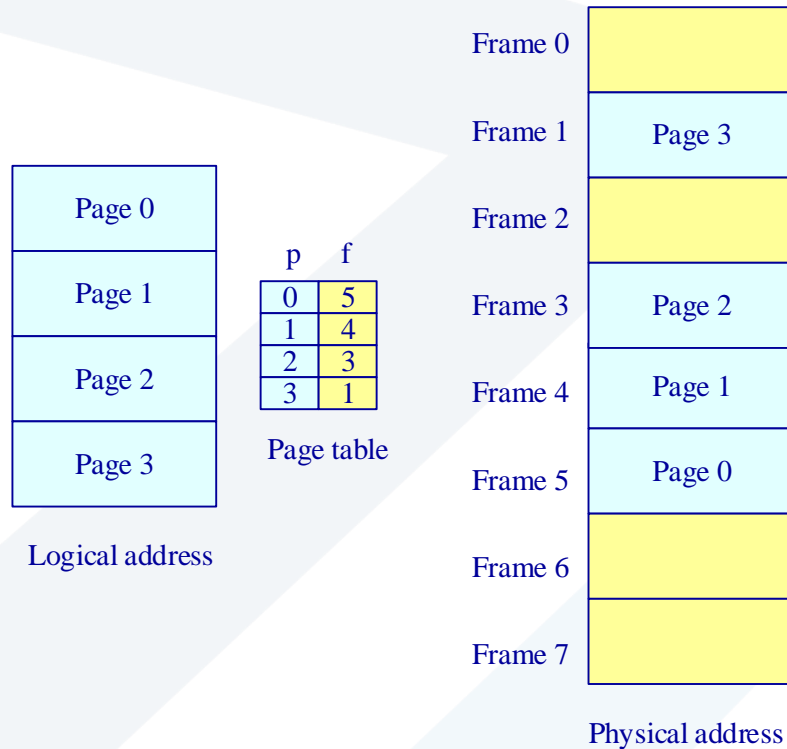 Page 0
Page 1
Page 2
Page 3
Logical address
p f
0 5
1 4
2 3
3 1
Page table
Frame 0
Frame 1 Page 3
Frame 2
Frame 3 Page 2
Frame 4 Page 1
Frame 5 Page 0
Frame 6
Frame 7
Physical address